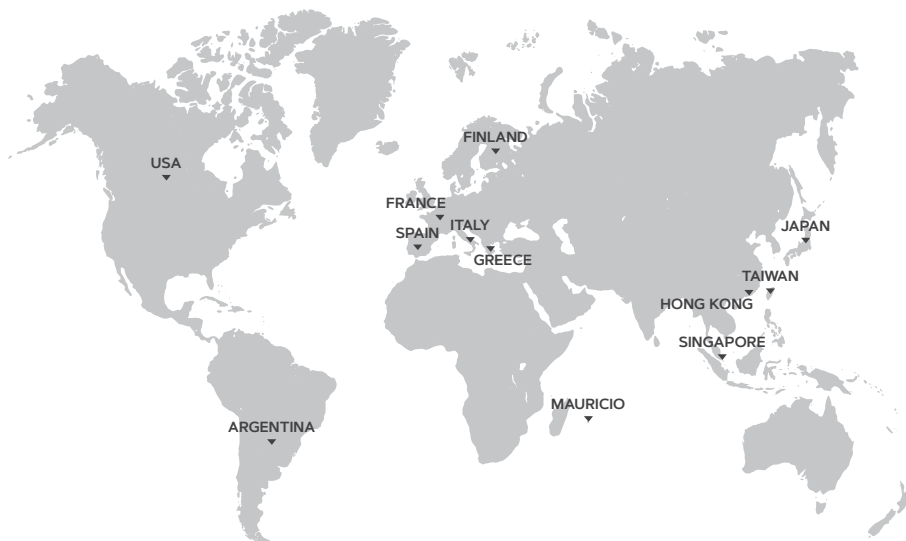 FINLAND
USA
FRANCE
ITALY
JAPAN
SPAIN
GREECE
TAIWAN
HONG KONG
SINGAPORE
MAURICIO
ARGENTINA